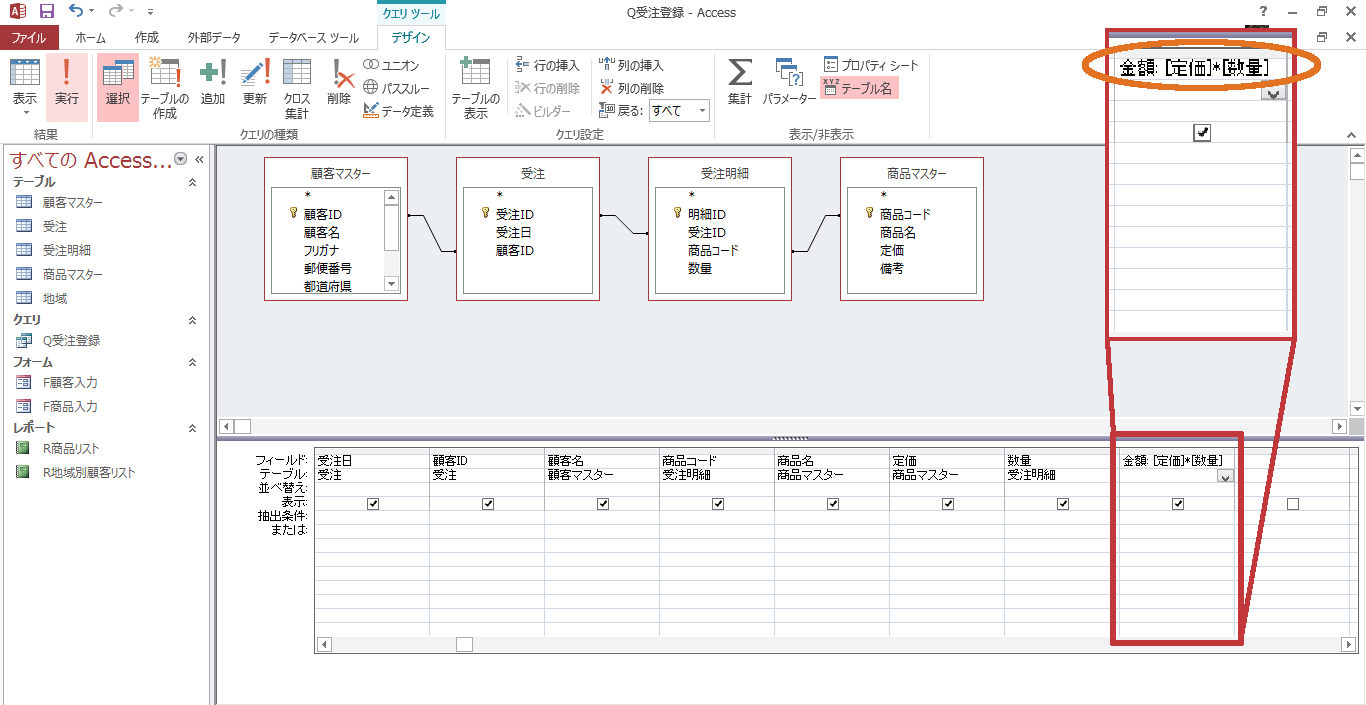 クエリ ツール
Q受注登録 - Access
?
ファイル ホーム 作成 外部データ データベース ツール デザイン
表示 実行 選択 テーブルの作成 追加 更新 クロス集計 削除
ユニオン
パススルー
データ定義
テーブルの表示
行の挿入
行の削除
ビルダー
列の挿入
列の削除
戻る: すべて
集計 パラメーター
プロパティ シート
XYZ テーブル名
結果 クエリの種類 クエリ設定 表示/非表示
金額: [定価]*[数量]
すべての Access...
テーブル
顧客マスター
受注
受注明細
商品マスター
地域
クエリ
Q受注登録
フォーム
F顧客入力
F商品入力
レポート
R商品リスト
R地域別顧客リスト
顧客マスター
*
顧客ID
顧客名
フリガナ
郵便番号
都道府県
受注
*
受注ID
受注日
顧客ID
受注明細
*
明細ID
受注ID
商品コード
数量
商品マスター
*
商品コード
商品名
定価
備考
フィールド: 受注日 顧客ID 顧客名 商品コード 商品名 定価 数量 金額: [定価]*[数量]
テーブル: 受注 受注 顧客マスター 受注明細 商品マスター 商品マスター 受注明細
並べ替え:
表示:
抽出条件:
または: